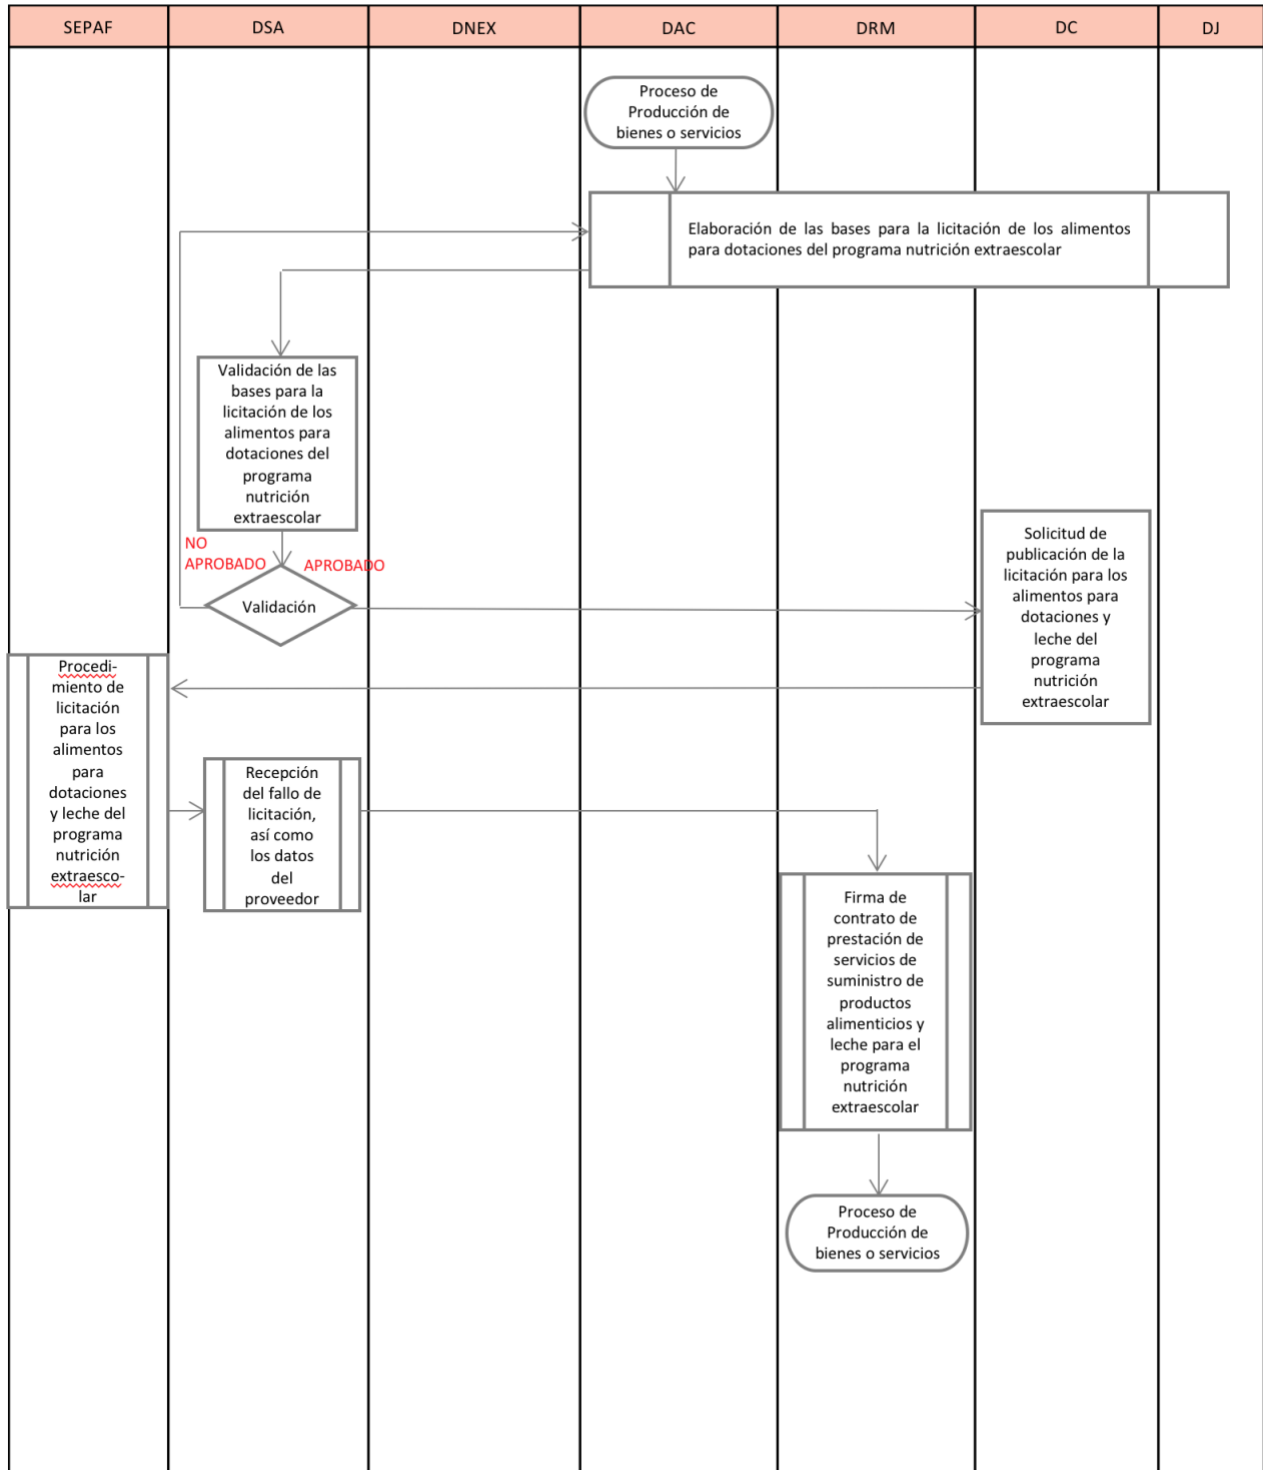 SEPAF
DSA
DNEX
DAC
DRM
DC
DJ
Proceso de
Producción de
bienes o servicios
Elaboración de las bases para la licitación de los alimentos
para dotaciones del programa nutrición extraescolar
Validación de las
bases para la
licitación de los
alimentos para
dotaciones del
programa
nutrición
extraescolar
NO
APROBADO
APROBADO
Validación
Solicitud de
publicación de la
licitación para los
alimentos para
dotaciones y
leche del
programa
nutrición
extraescolar
Procedi-
miento de
licitación
para los
alimentos
para
dotaciones
y leche del
programa
nutrición
extraesco-
lar
Recepción
del fallo de
licitación,
así como
los datos
del
proveedor
Firma de
contrato de
prestación de
servicios de
suministro de
productos
alimenticios y
leche para el
programa
nutrición
extraescolar
Proceso de
Producción de
bienes o servicios